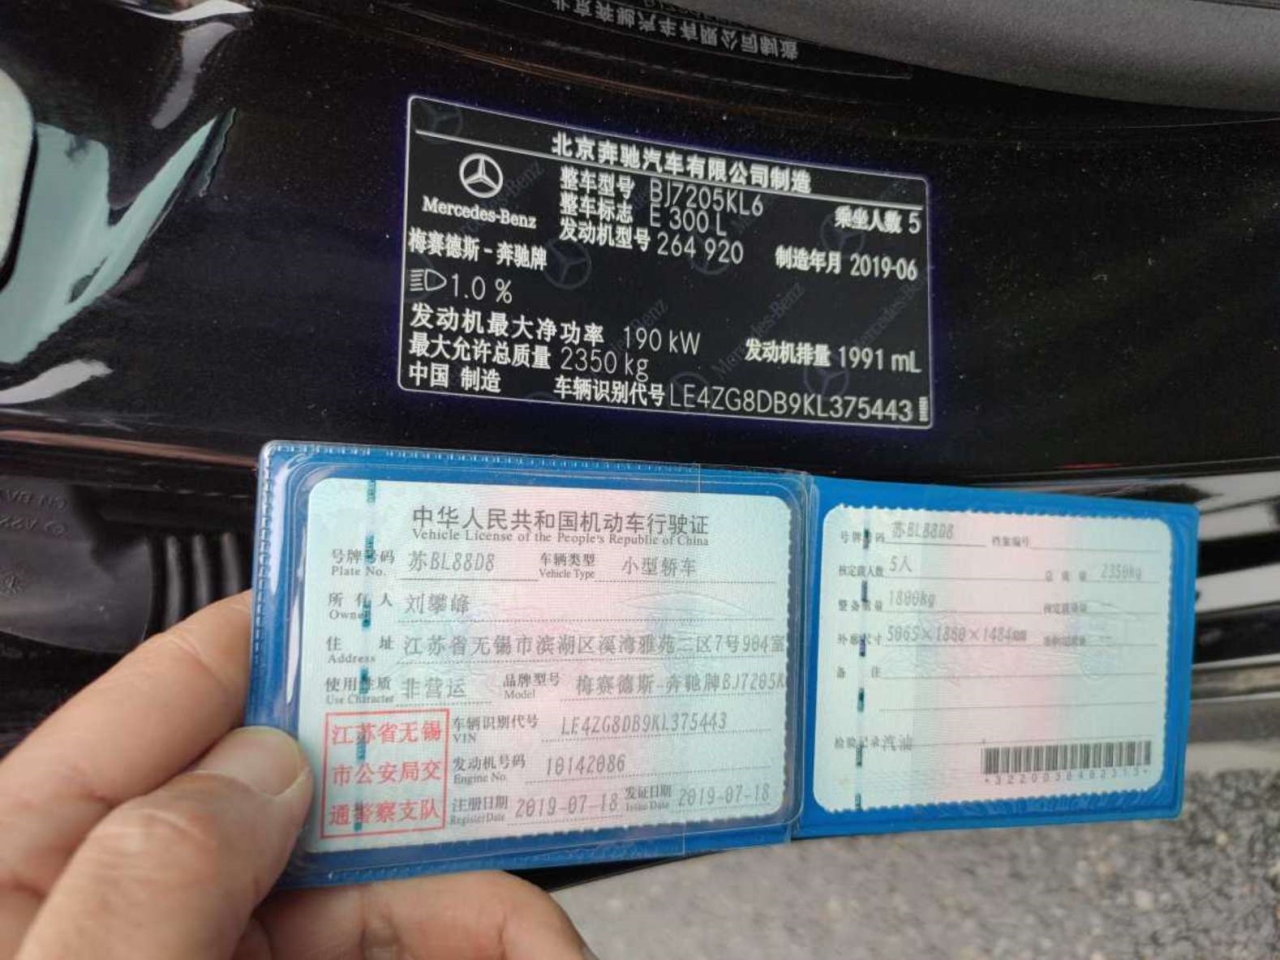 北京奔驰汽车有限公司制造
Mercedes-Benz
整车型号 BJ7205KL6
整车标志 E 300 L
乘坐人数 5
发动机型号 264 920
制造年月 2019-06
梅赛德斯-奔驰牌
1.0 %
发动机最大净功率 190 kW
发动机排量 1991 mL
最大允许总质量 2350 kg
中国 制造
车辆识别代号 LE4ZG8DB9KL375443
中华人民共和国机动车行驶证
Vehicle License of the People's Republic of China
号牌号码 苏BL88D8 车辆类型 小型轿车
Plate No. Vehicle Type
所有人 刘攀峰
Owner
住址 江苏省无锡市滨湖区溪湾雅苑二区7号904室
Address
使用性质 非营运 品牌型号 梅赛德斯-奔驰牌BJ7205K
Use Character Model
江苏省无锡
市公安局交
通警察支队
车辆识别代号 LE4ZG8DB9KL375443
VIN
发动机号码 10142086
Engine No.
注册日期 2019-07-18 发证日期 2019-07-18
Register Date Issue Date
号牌号码 苏BL88D8 档案编号
核定载人数 5人 总质量 2350kg
整备质量 1800kg 核定载质量
外廓尺寸 5065×1860×1484
备注
检验记录 汽油